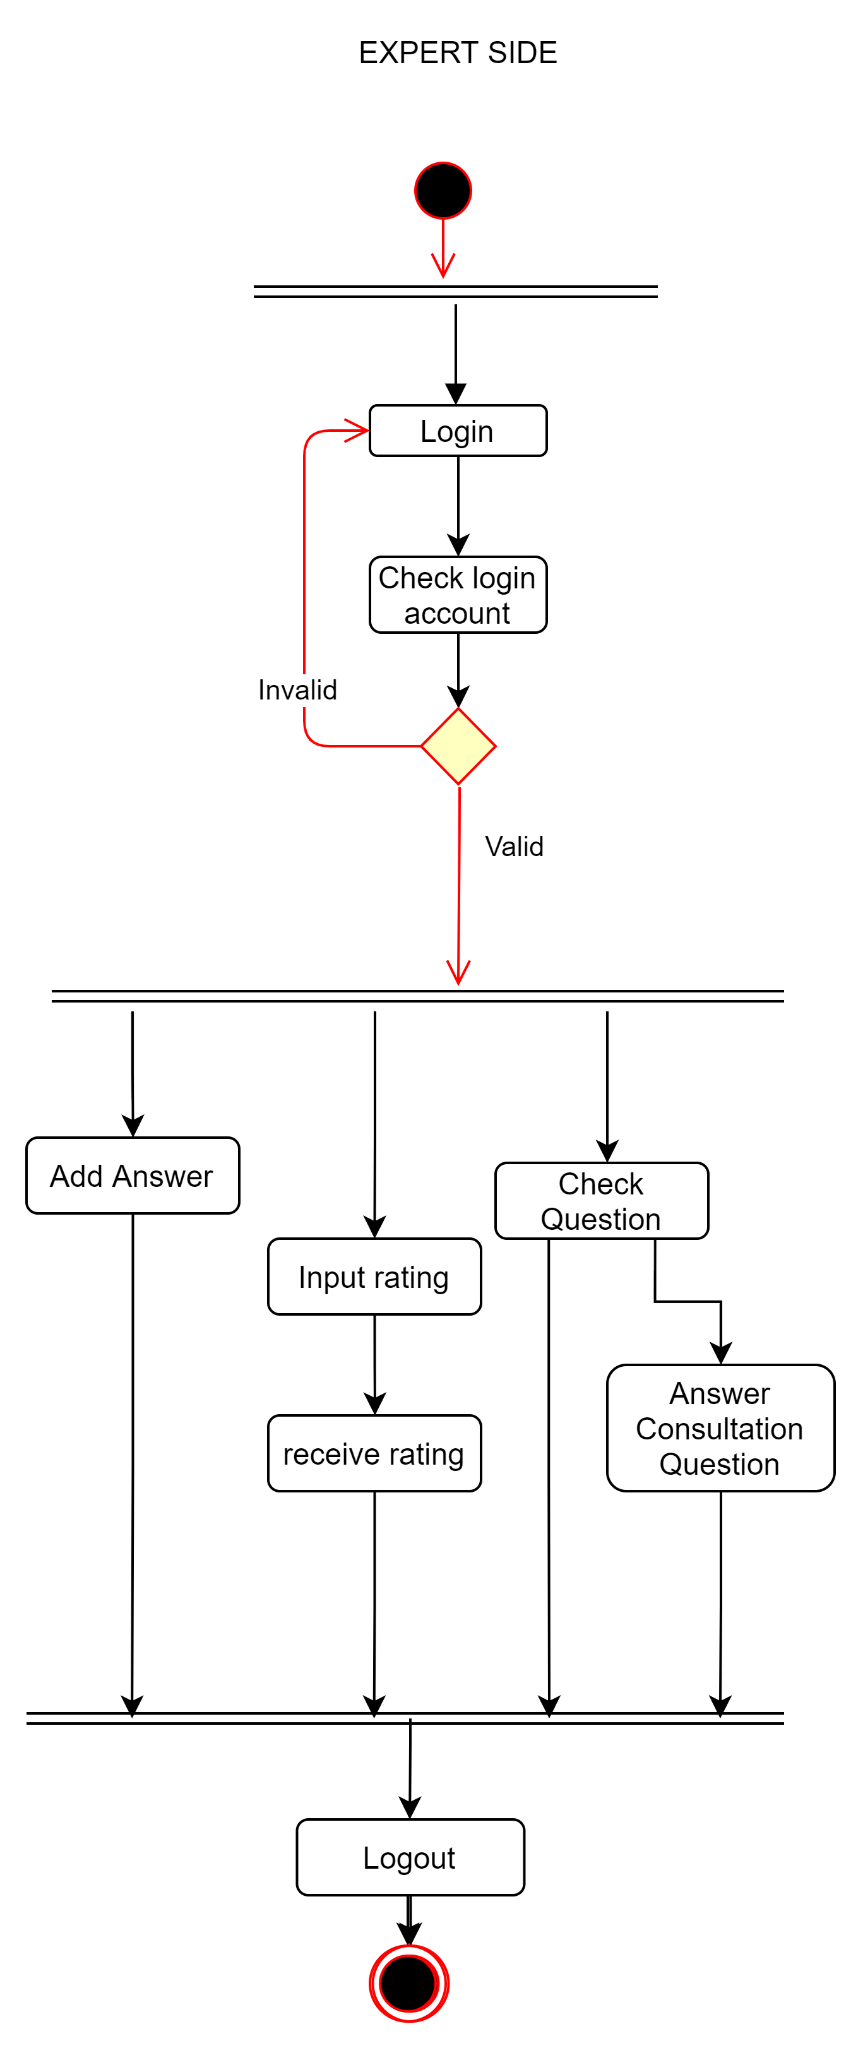 EXPERT SIDE
Login
Check login
account
Invalid
Valid
Add Answer
Check
Question
Input rating
Answer
Consultation
Question
receive rating
Logout